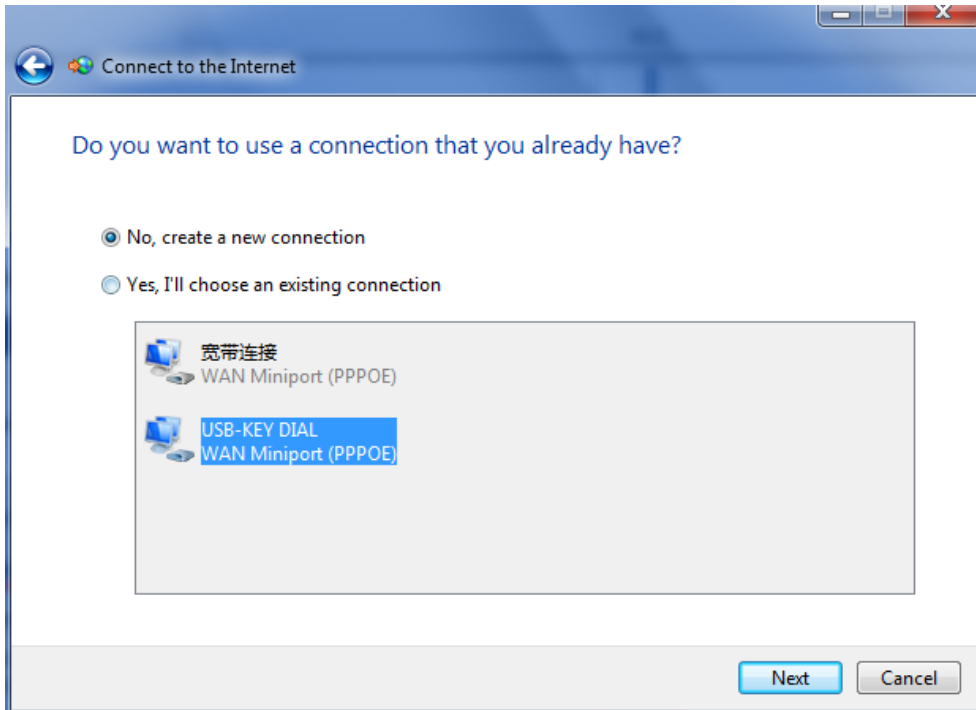 Connect to the Internet
Do you want to use a connection that you already have?
No, create a new connection
Yes, I'll choose an existing connection
宽带连接
WAN Miniport (PPPOE)
USB-KEY DIAL
WAN Miniport (PPPOE)
Next Cancel